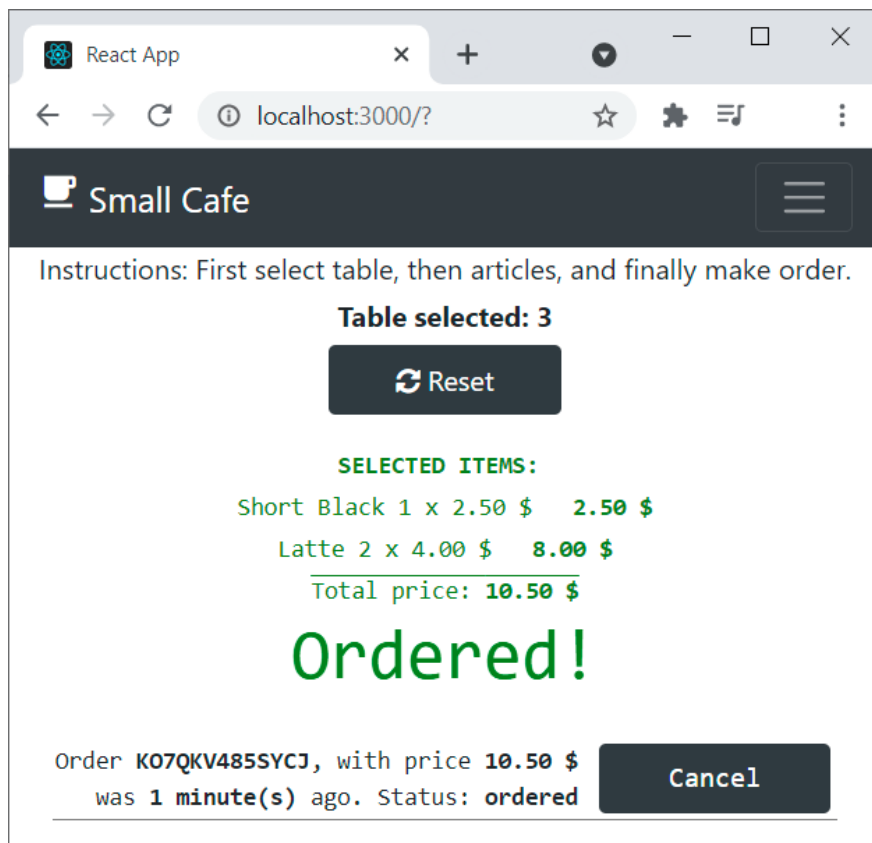 React App
localhost:3000/?
Small Cafe
Instructions: First select table, then articles, and finally make order.
Table selected: 3
Reset
SELECTED ITEMS:
Short Black 1 x 2.50 $ 2.50 $
Latte 2 x 4.00 $ 8.00 $
Total price: 10.50 $
Ordered!
Order KO7QKV485SYCJ, with price 10.50 $
was 1 minute(s) ago. Status: ordered
Cancel